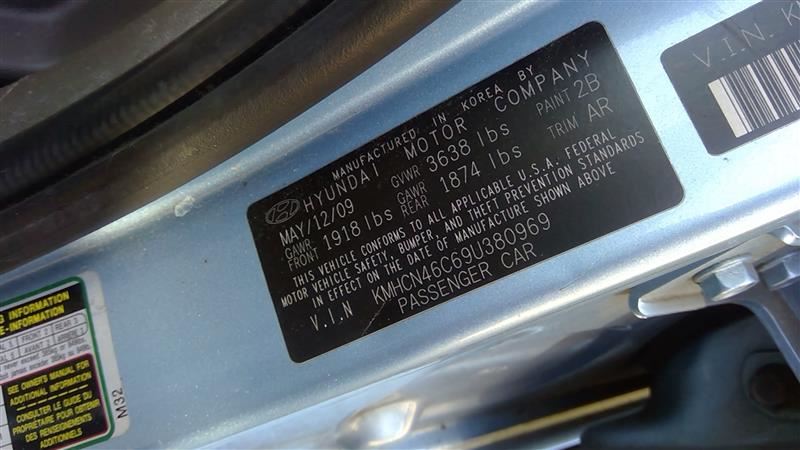 MANUFACTURED IN KOREA BY
HYUNDAI MOTOR COMPANY
MAY/12/09 GVWR 3638 lbs PAINT 2B
GAWR FRONT 1918 lbs GAWR REAR 1874 lbs TRIM AR
THIS VEHICLE CONFORMS TO ALL APPLICABLE U.S.A. FEDERAL
MOTOR VEHICLE SAFETY, BUMPER, AND THEFT PREVENTION STANDARDS
IN EFFECT ON THE DATE OF MANUFACTURE SHOWN ABOVE
V.I.N KMHCN46C69U380969
PASSENGER CAR
V.I.N. KM
INFORMATION
E-INFORMATION
SEE OWNER'S MANUAL FOR
ADDITIONAL INFORMATION
CONSULTER LE GUIDE DU
PROPRIÉTAIRE POUR
DES RENSEIGNEMENTS
ADDITIONNELS
M32